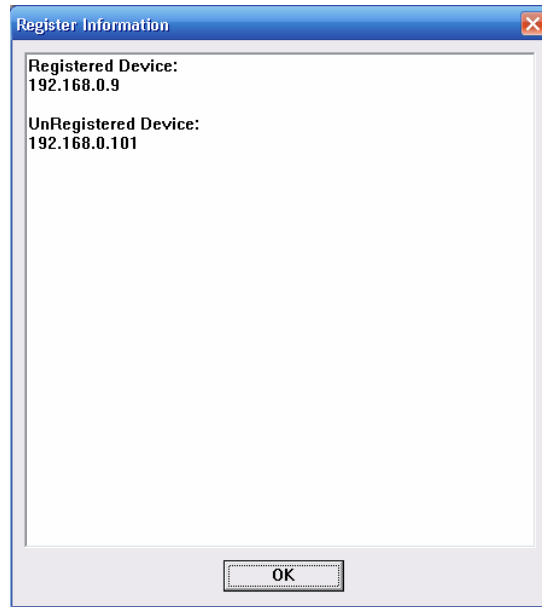 Register Information
Registered Device:
192.168.0.9
UnRegistered Device:
192.168.0.101
OK